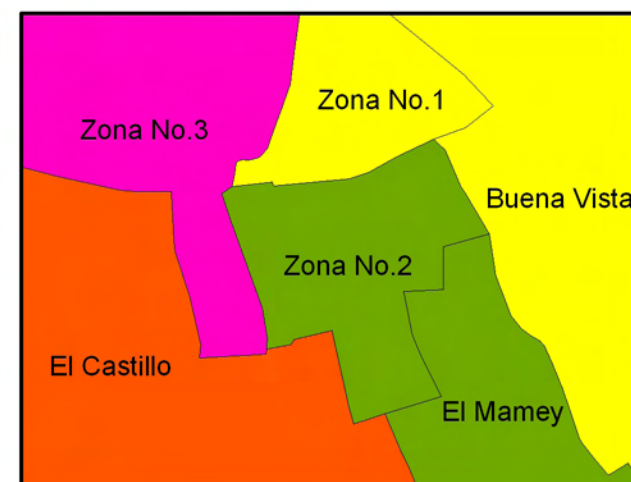 Zona No.1
Zona No.3
Buena Vista
Zona No.2
El Castillo
El Mamey